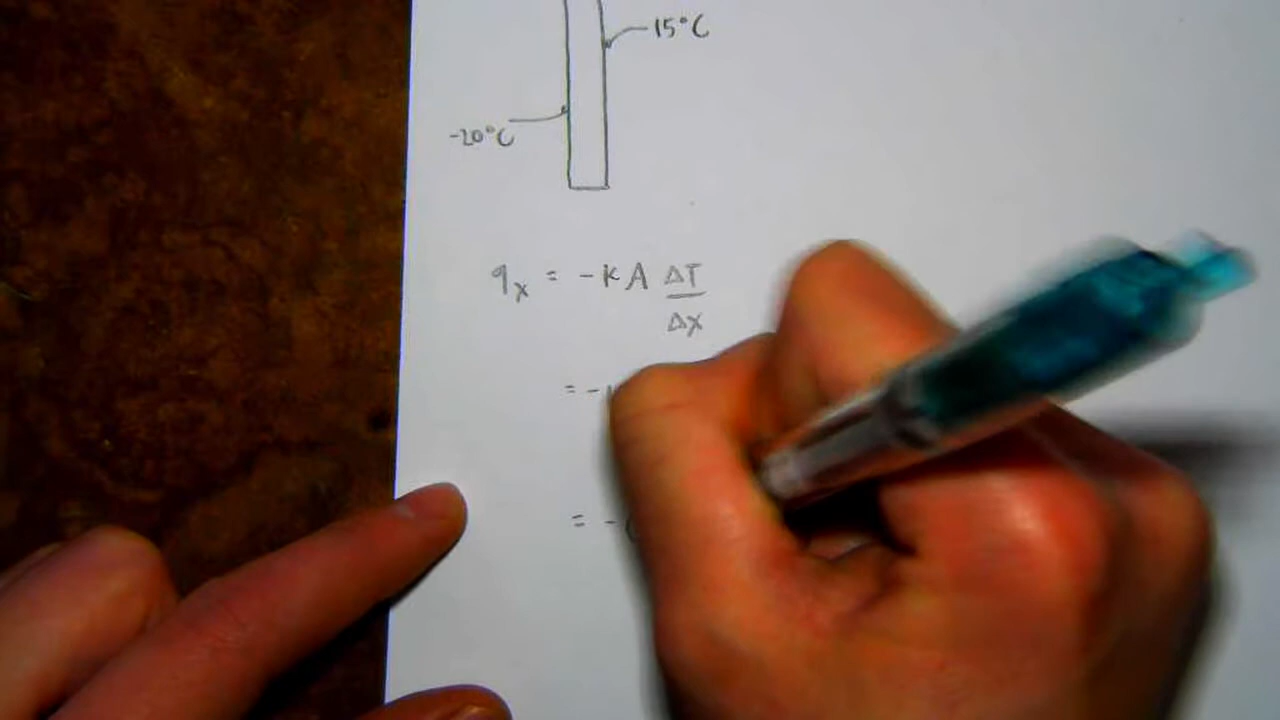 15°C
-20°C
qₓ = -KA ΔT
ΔX
= -K
= -